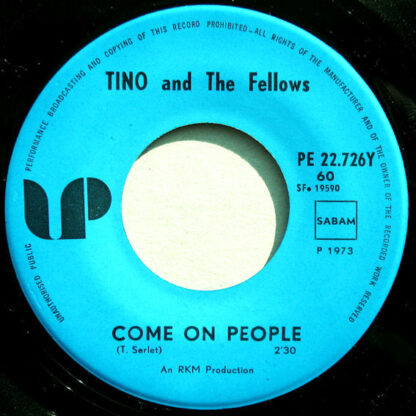 UNAUTHORISED PUBLIC PERFORMANCE BROADCASTING AND COPYING OF THIS RECORD PROHIBITED-ALL RIGHTS OF THE MANUFACTURER AND OF THE OWNER OF THE RECORDED WORK RESERVED
TINO and The Fellows
UP
PE 22.726Y
60
SF. 19590
SABAM
P 1973
COME ON PEOPLE
(T. Serlet) 2'30
An RKM Production